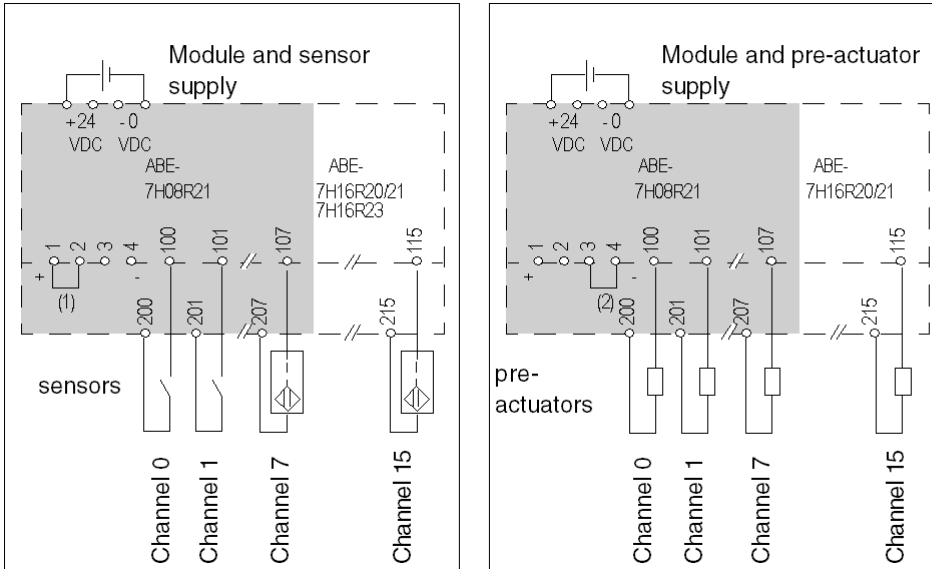 Module and sensor
supply
+24 -0
VDC VDC
ABE-
7H08R21
ABE-
7H16R20/21
7H16R23
1 2 3 4 100 101 107 115
+ -
(1)
200 201 207 215
sensors
Channel 0
Channel 1
Channel 7
Channel 15
Module and pre-actuator
supply
+24 -0
VDC VDC
ABE-
7H08R21
ABE-
7H16R20/21
1 2 3 4 100 101 107 115
+ -
(2)
200 201 207 215
pre-
actuators
Channel 0
Channel 1
Channel 7
Channel 15